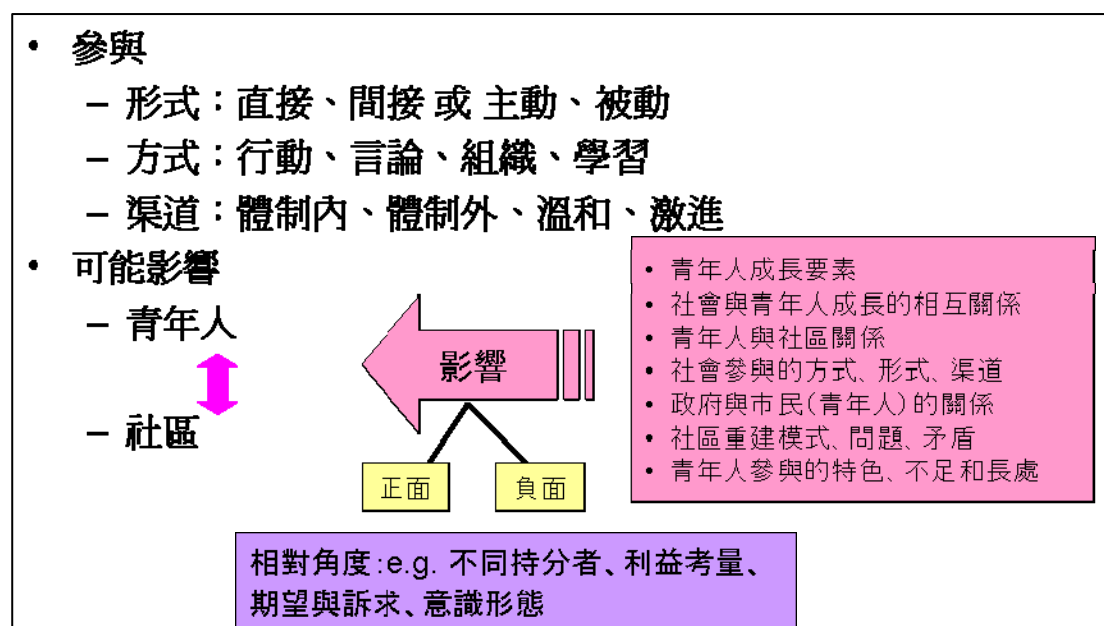 • 參與
– 形式：直接、間接 或 主動、被動
– 方式：行動、言論、組織、學習
– 渠道：體制內、體制外、溫和、激進
• 可能影響
– 青年人
– 社區
影響
正面
負面
• 青年人成長要素
• 社會與青年人成長的相互關係
• 青年人與社區關係
• 社會參與的方式、形式、渠道
• 政府與市民(青年人)的關係
• 社區重建模式、問題、矛盾
• 青年人參與的特色、不足和長處
相對角度:e.g. 不同持分者、利益考量、
期望與訴求、意識形態